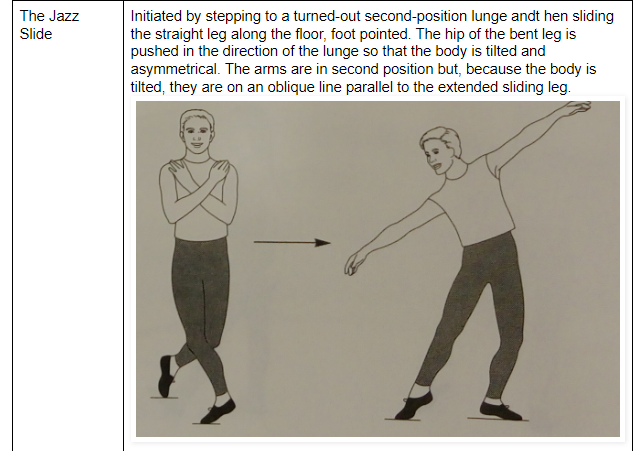 The Jazz
Slide
Initiated by stepping to a turned-out second-position lunge andt hen sliding
the straight leg along the floor, foot pointed. The hip of the bent leg is
pushed in the direction of the lunge so that the body is tilted and
asymmetrical. The arms are in second position but, because the body is
tilted, they are on an oblique line parallel to the extended sliding leg.